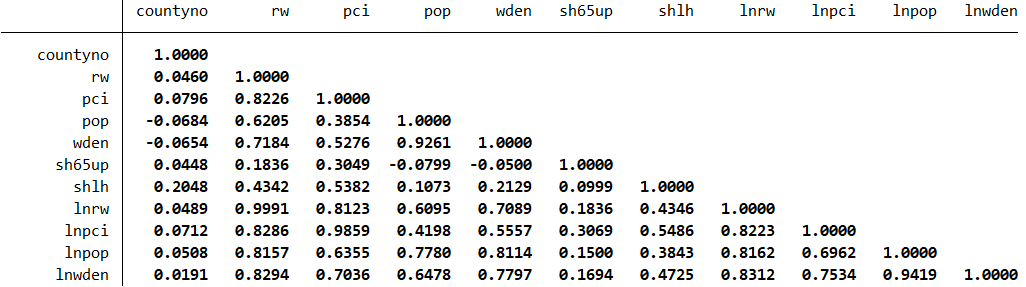 countyno rw pci pop wden sh65up shlh lnrw lnpci lnpop lnwden
countyno 1.0000
rw 0.0460 1.0000
pci 0.0796 0.8226 1.0000
pop -0.0684 0.6205 0.3854 1.0000
wden -0.0654 0.7184 0.5276 0.9261 1.0000
sh65up 0.0448 0.1836 0.3049 -0.0799 -0.0500 1.0000
shlh 0.2048 0.4342 0.5382 0.1073 0.2129 0.0999 1.0000
lnrw 0.0489 0.9991 0.8123 0.6095 0.7089 0.1836 0.4346 1.0000
lnpci 0.0712 0.8286 0.9859 0.4198 0.5557 0.3069 0.5486 0.8223 1.0000
lnpop 0.0508 0.8157 0.6355 0.7780 0.8114 0.1500 0.3843 0.8162 0.6962 1.0000
lnwden 0.0191 0.8294 0.7036 0.6478 0.7797 0.1694 0.4725 0.8312 0.7534 0.9419 1.0000